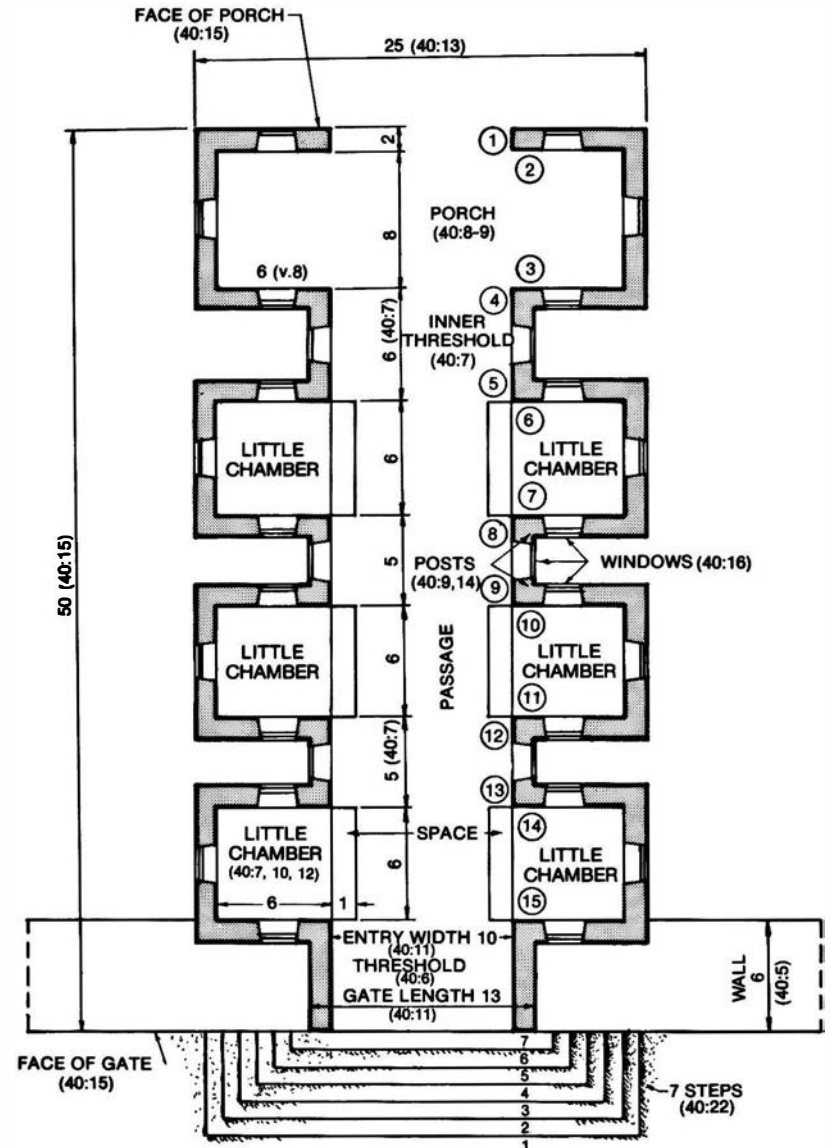 FACE OF PORCH
(40:15)
25 (40:13)
1
2
2
PORCH
(40:8-9)
8
50 (40:15)
6 (v.8)
3
4
6 (40:7)
INNER
THRESHOLD
(40:7)
5
LITTLE
CHAMBER
6
6
LITTLE
CHAMBER
7
8
5
POSTS
(40:9,14)
WINDOWS (40:16)
9
10
LITTLE
CHAMBER
6
PASSAGE
LITTLE
CHAMBER
11
12
5 (40:7)
13
LITTLE
CHAMBER
(40:7, 10, 12)
6
1
6
SPACE
14
LITTLE
CHAMBER
15
ENTRY WIDTH 10
(40:11)
THRESHOLD
(40:6)
GATE LENGTH 13
(40:11)
WALL
6
(40:5)
FACE OF GATE
(40:15)
7
6
5
4
3
2
1
7 STEPS
(40:22)